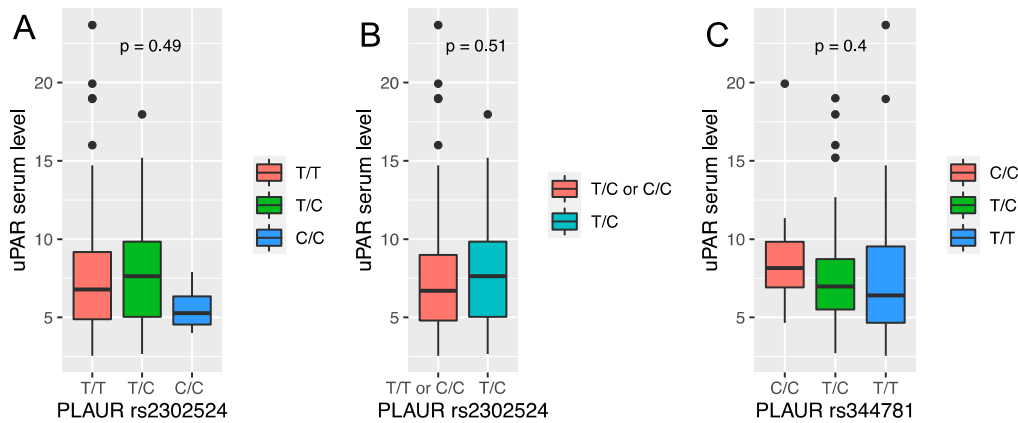 A
p = 0.49
uPAR serum level
20
15
10
5
T/T T/C C/C
PLAUR rs2302524
T/T
T/C
C/C
B
p = 0.51
uPAR serum level
20
15
10
5
T/T or C/C T/C
PLAUR rs2302524
T/C or C/C
T/C
C
p = 0.4
uPAR serum level
20
15
10
5
C/C T/C T/T
PLAUR rs344781
C/C
T/C
T/T